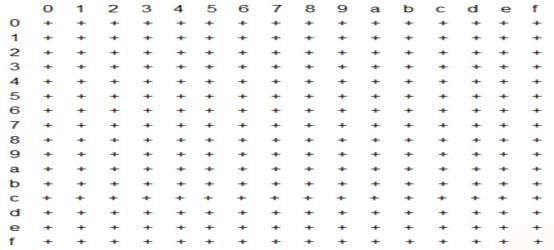 0 1 2 3 4 5 6 7 8 9 a b c d e f
0 + + + + + + + + + + + + + + + +
1 + + + + + + + + + + + + + + + +
2 + + + + + + + + + + + + + + + +
3 + + + + + + + + + + + + + + + +
4 + + + + + + + + + + + + + + + +
5 + + + + + + + + + + + + + + + +
6 + + + + + + + + + + + + + + + +
7 + + + + + + + + + + + + + + + +
8 + + + + + + + + + + + + + + + +
9 + + + + + + + + + + + + + + + +
a + + + + + + + + + + + + + + + +
b + + + + + + + + + + + + + + + +
c + + + + + + + + + + + + + + + +
d + + + + + + + + + + + + + + + +
e + + + + + + + + + + + + + + + +
f + + + + + + + + + + + + + + + +